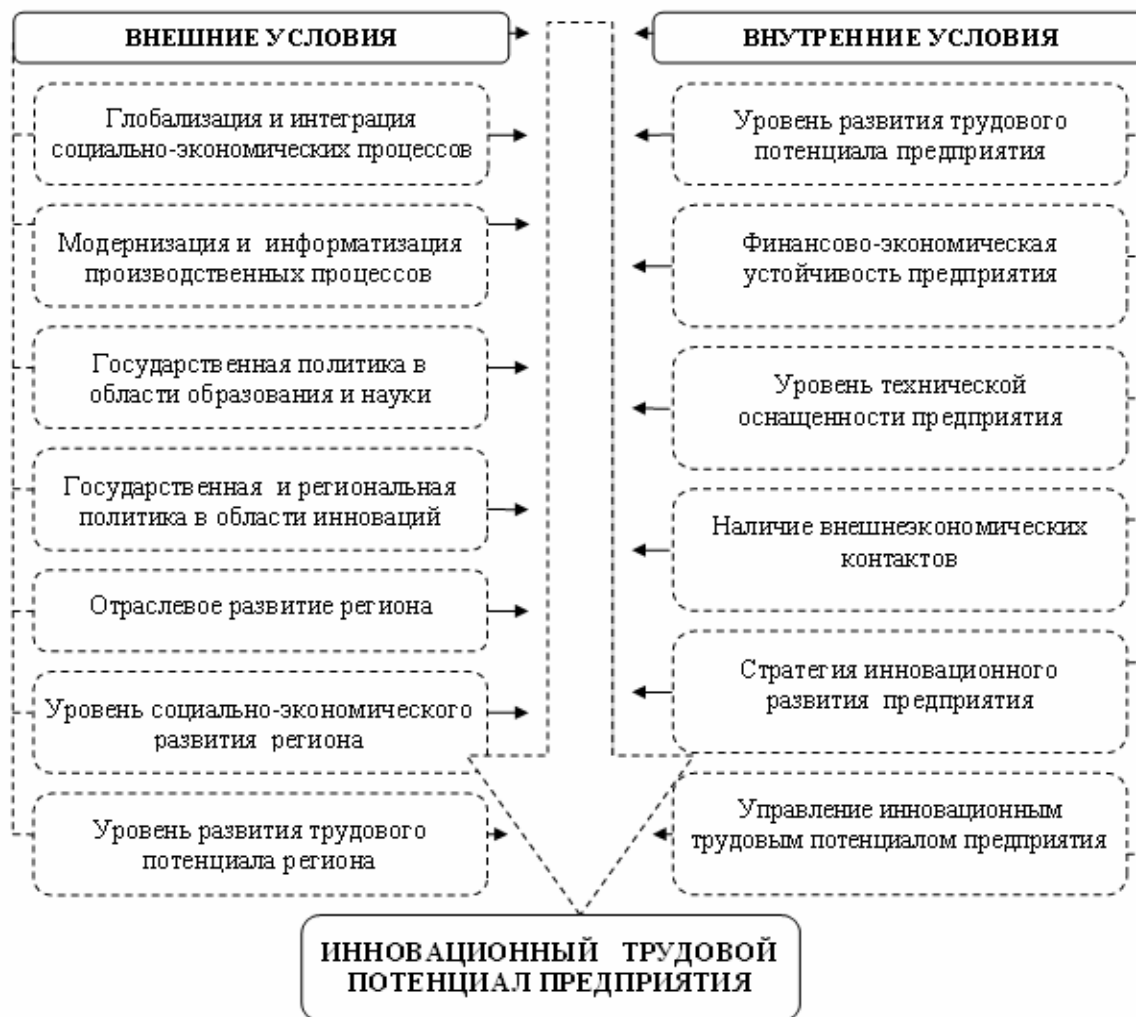 ВНЕШНИЕ УСЛОВИЯ
Глобализация и интеграция
социально-экономических процессов
Модернизация и информатизация
производственных процессов
Государственная политика в
области образования и науки
Государственная и региональная
политика в области инноваций
Отраслевое развитие региона
Уровень социально-экономического
развития региона
Уровень развития трудового
потенциала региона
ВНУТРЕННИЕ УСЛОВИЯ
Уровень развития трудового
потенциала предприятия
Финансово-экономическая
устойчивость предприятия
Уровень технической
оснащенности предприятия
Наличие внешнеэкономических
контактов
Стратегия инновационного
развития предприятия
Управление инновационным
трудовым потенциалом предприятия
ИННОВАЦИОННЫЙ ТРУДОВОЙ
ПОТЕНЦИАЛ ПРЕДПРИЯТИЯ